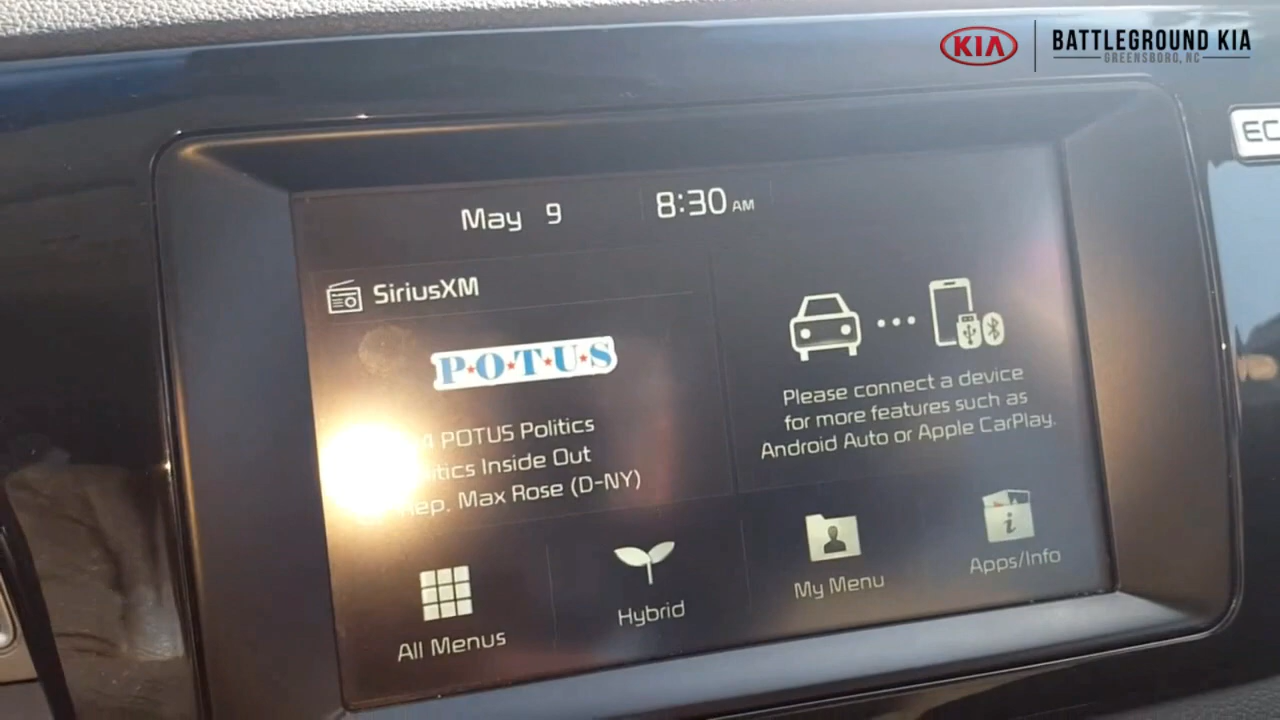 KIA
BATTLEGROUND KIA
GREENSBORO, NC
EC
May 9
8:30 AM
SiriusXM
P★O★T★U★S
POTUS Politics
Inside Out
Max Rose (D-NY)
Please connect a device
for more features such as
Android Auto or Apple CarPlay.
All Menus
Hybrid
My Menu
Apps/Info